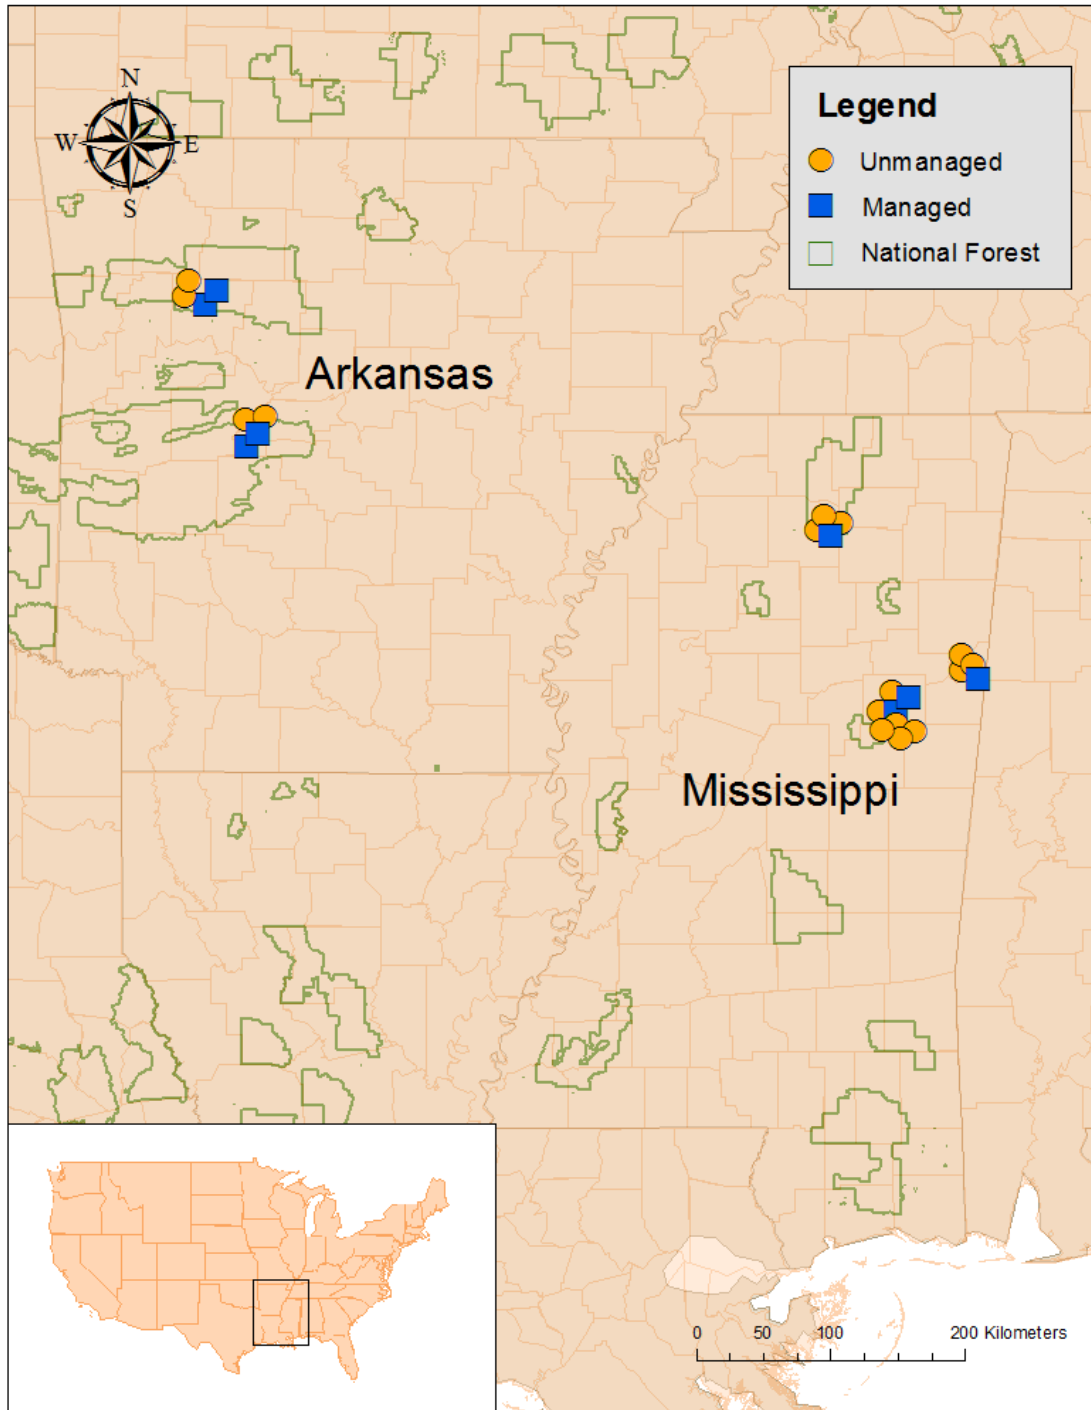 N
W E
S
Legend
Unmanaged
Managed
National Forest
Arkansas
Mississippi
0 50 100 200 Kilometers